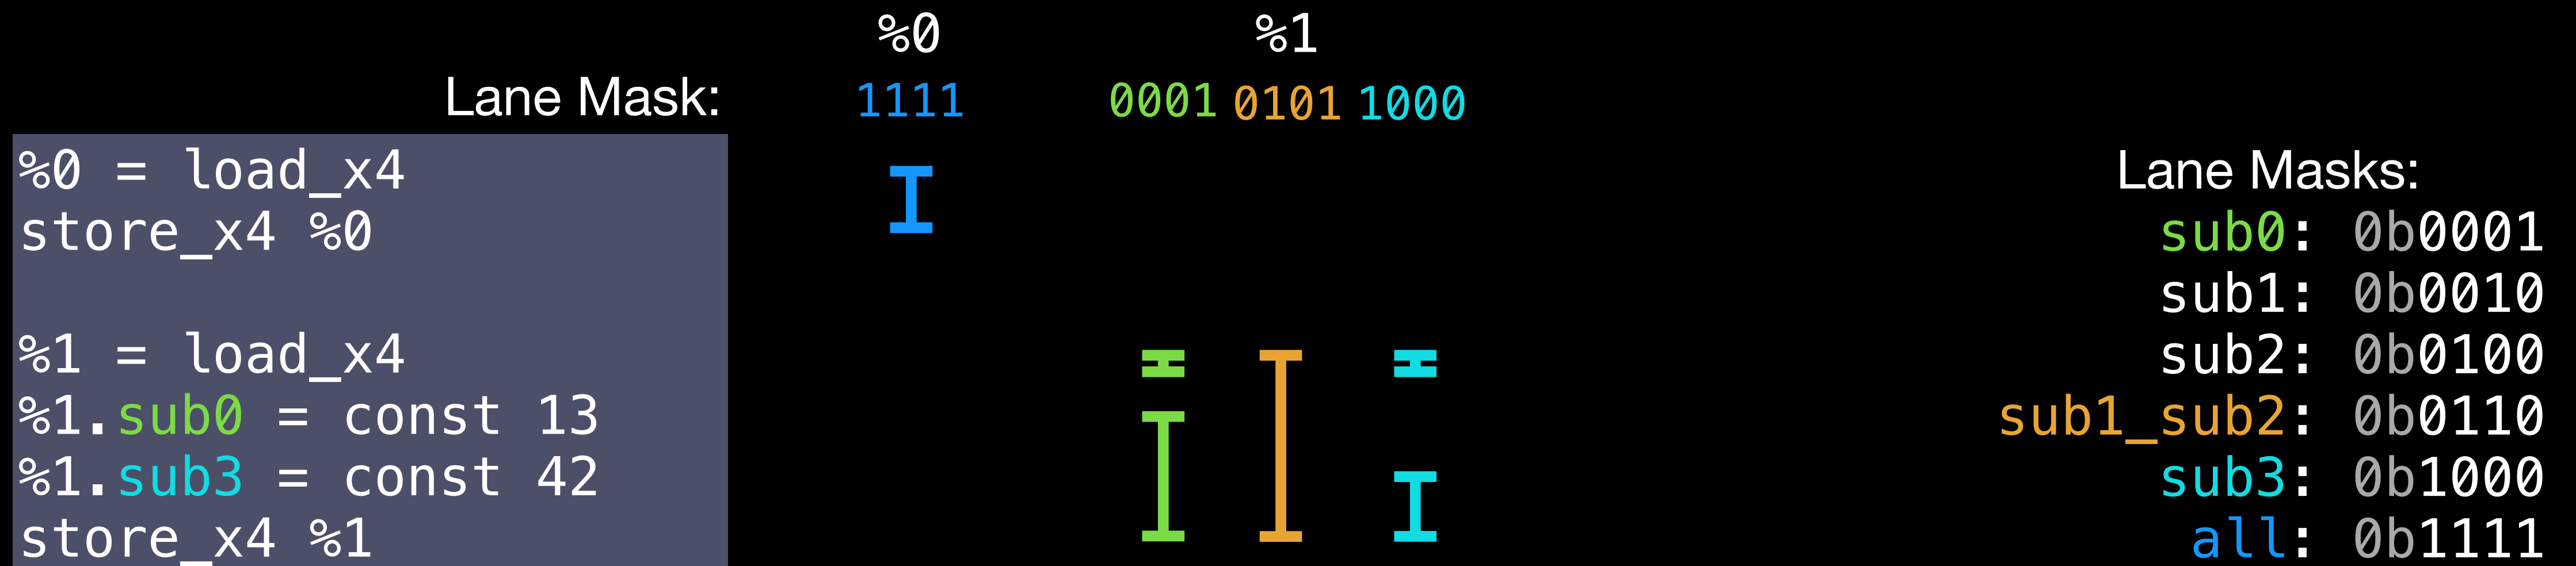 %0 %1
Lane Mask: 1111 0001 0101 1000
%0 = load_x4
store_x4 %0
%1 = load_x4
%1.sub0 = const 13
%1.sub3 = const 42
store_x4 %1
Lane Masks:
sub0: 0b0001
sub1: 0b0010
sub2: 0b0100
sub1_sub2: 0b0110
sub3: 0b1000
all: 0b1111